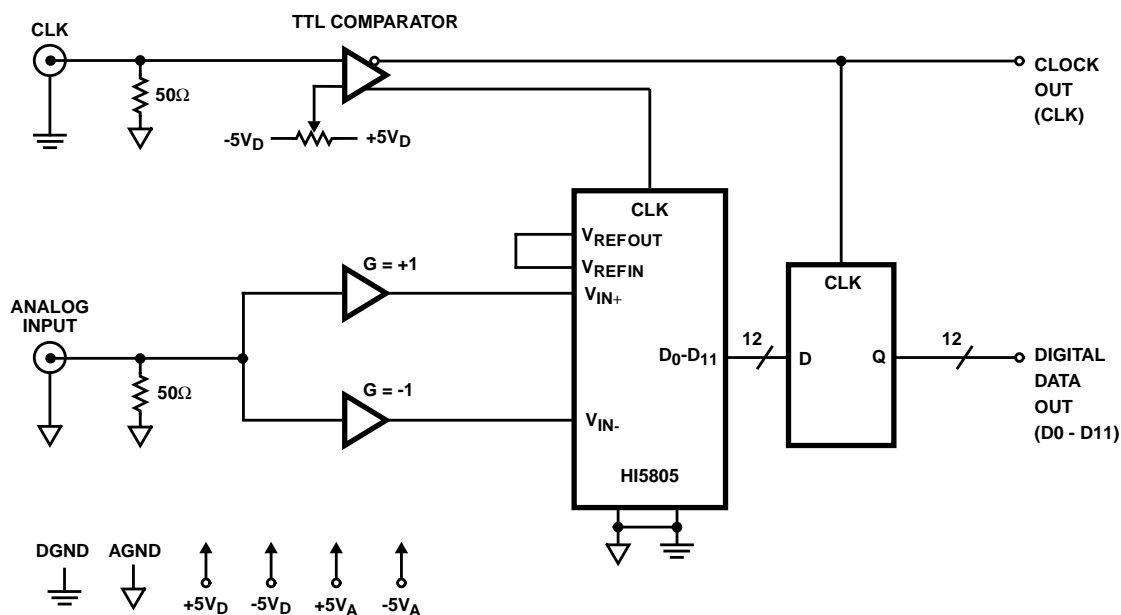 CLK
TTL COMPARATOR
50Ω
-5VD
+5VD
CLOCK
OUT
(CLK)
CLK
VREFOUT
VREFIN
VIN+
G = +1
ANALOG
INPUT
50Ω
G = -1
VIN-
D0-D11
HI5805
12
CLK
D
Q
12
DIGITAL
DATA
OUT
(D0 - D11)
DGND
AGND
+5VD
-5VD
+5VA
-5VA